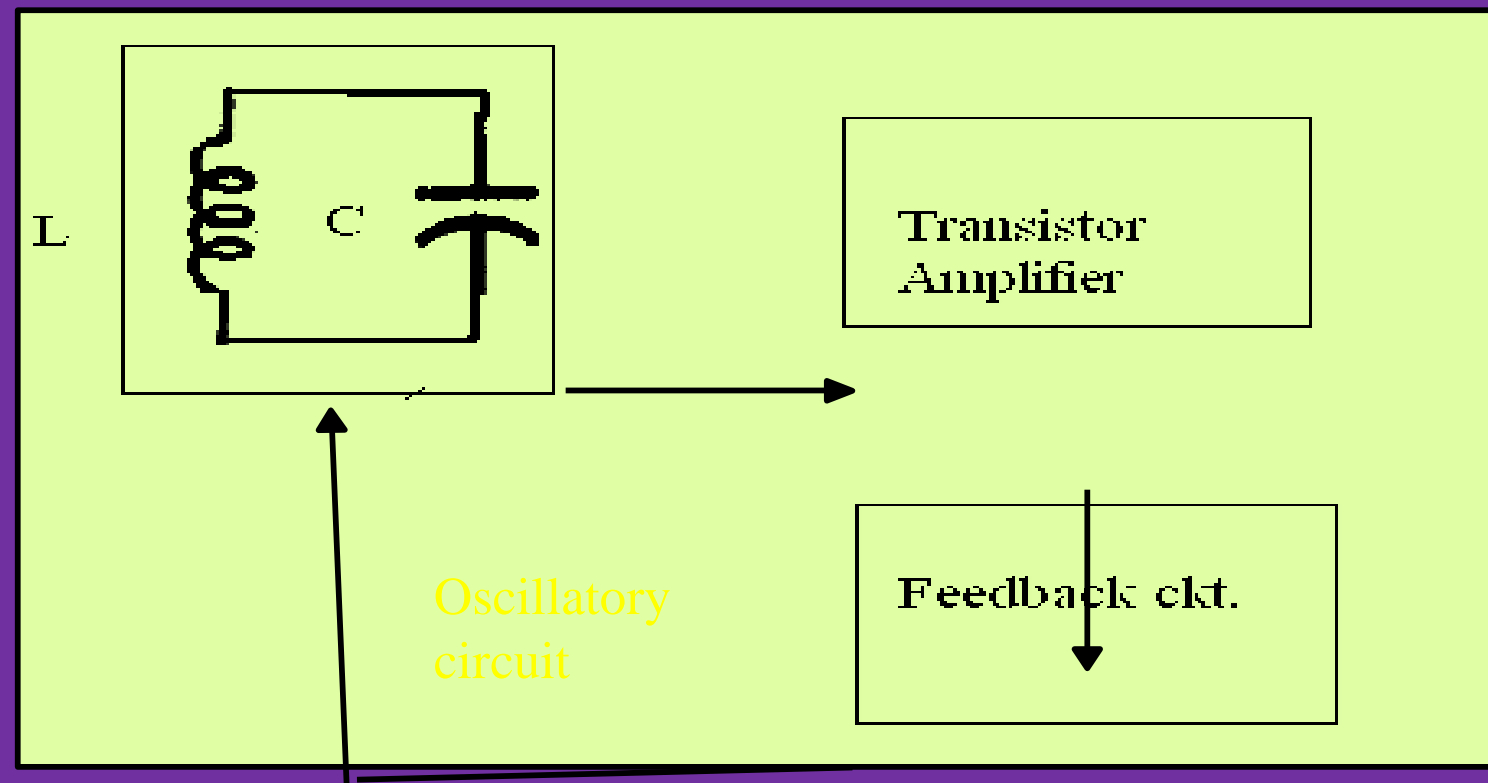 L
C
Transistor
Amplifier
Oscillatory
circuit
Feedback ckt.